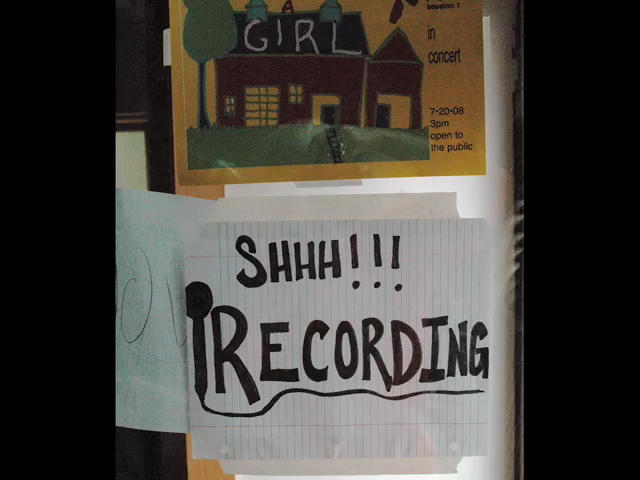 session 1
A
GIRL
in
concert
7-20-08
3pm
open to
the public
SHHH!!!
RECORDING